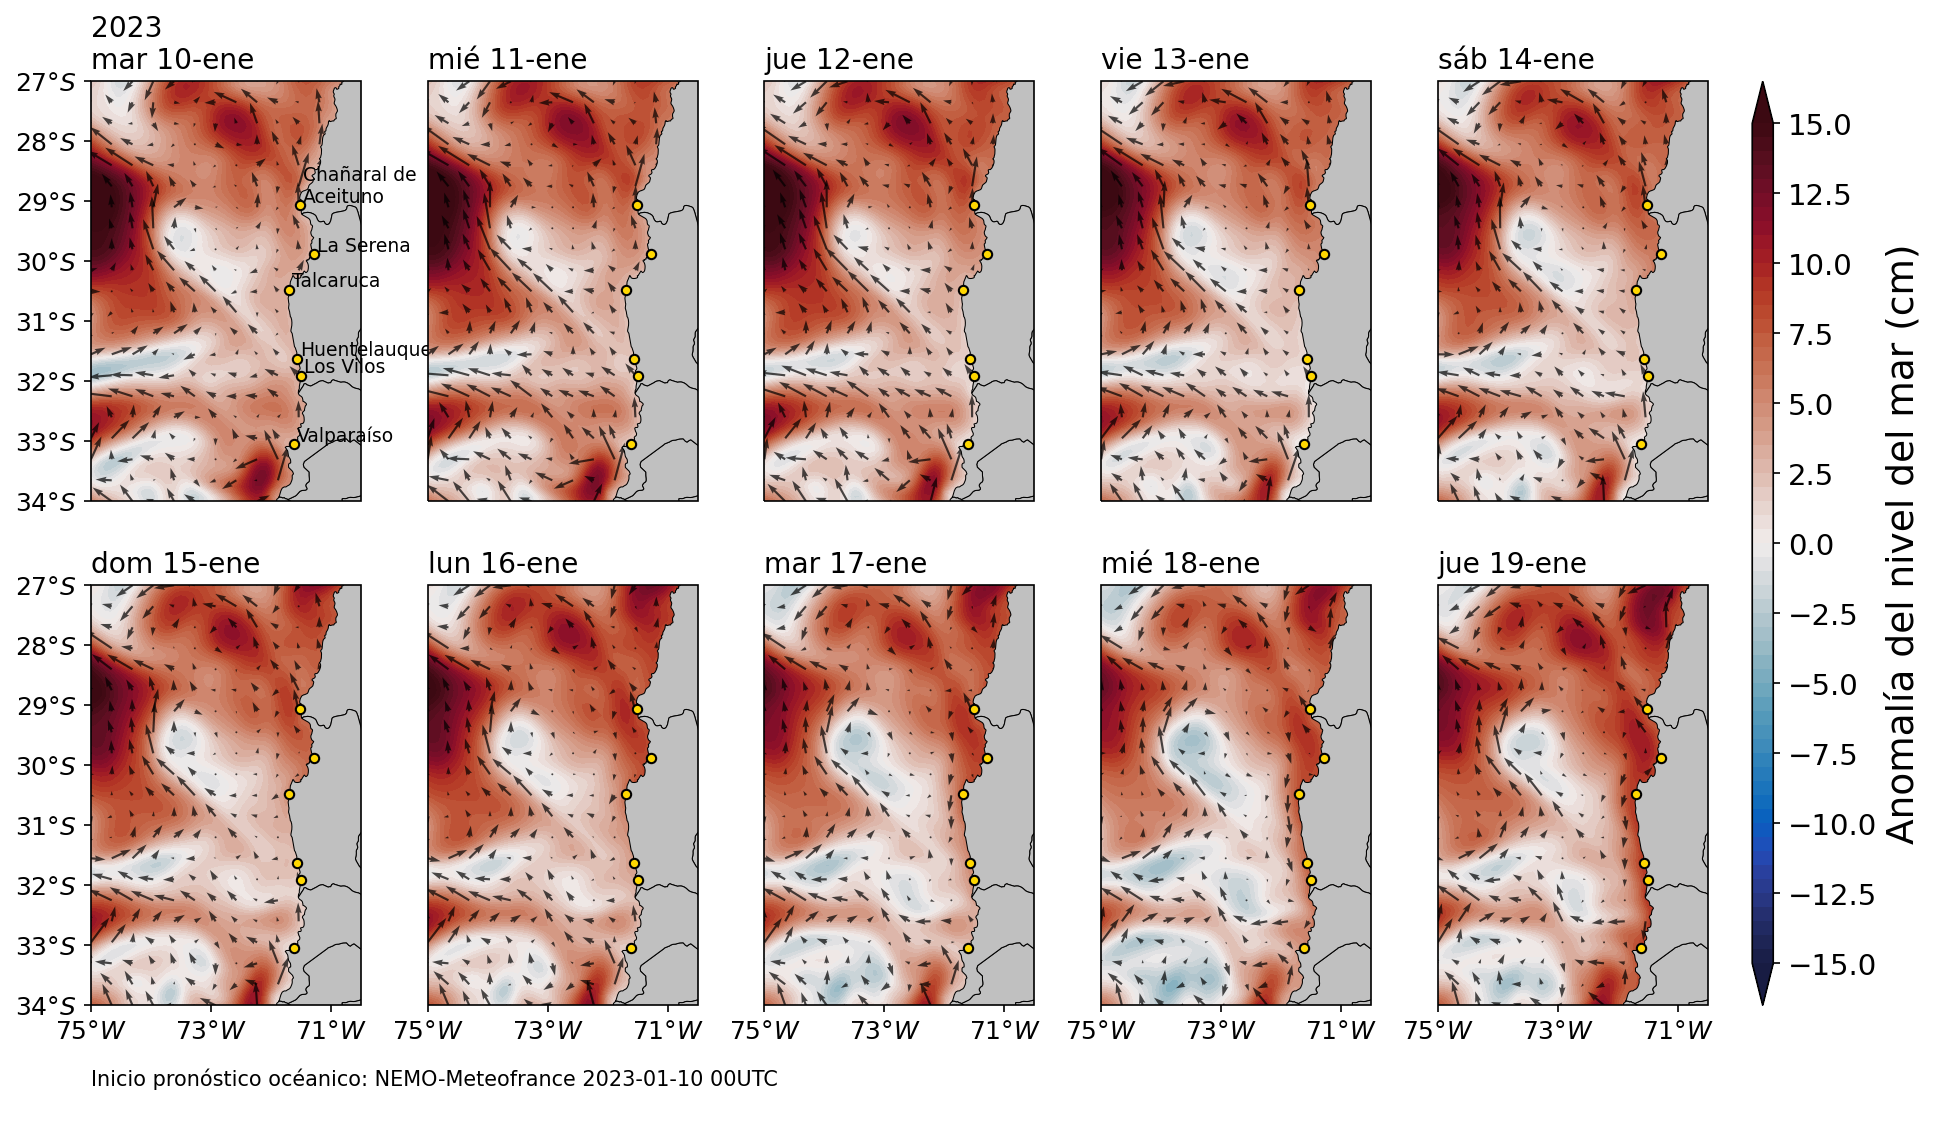 2023
mar 10-ene
mié 11-ene
jue 12-ene
vie 13-ene
sáb 14-ene
27°S
28°S
29°S
30°S
31°S
32°S
33°S
34°S
Chañaral de
Aceituno
La Serena
Talcaruca
Huentelauquen
Los Vilos
Valparaíso
dom 15-ene
lun 16-ene
mar 17-ene
mié 18-ene
jue 19-ene
27°S
28°S
29°S
30°S
31°S
32°S
33°S
34°S
75°W 73°W 71°W
75°W 73°W 71°W
75°W 73°W 71°W
75°W 73°W 71°W
75°W 73°W 71°W
15.0
12.5
10.0
7.5
5.0
2.5
0.0
−2.5
−5.0
−7.5
−10.0
−12.5
−15.0
Anomalía del nivel del mar (cm)
Inicio pronóstico océanico: NEMO-Meteofrance 2023-01-10 00UTC